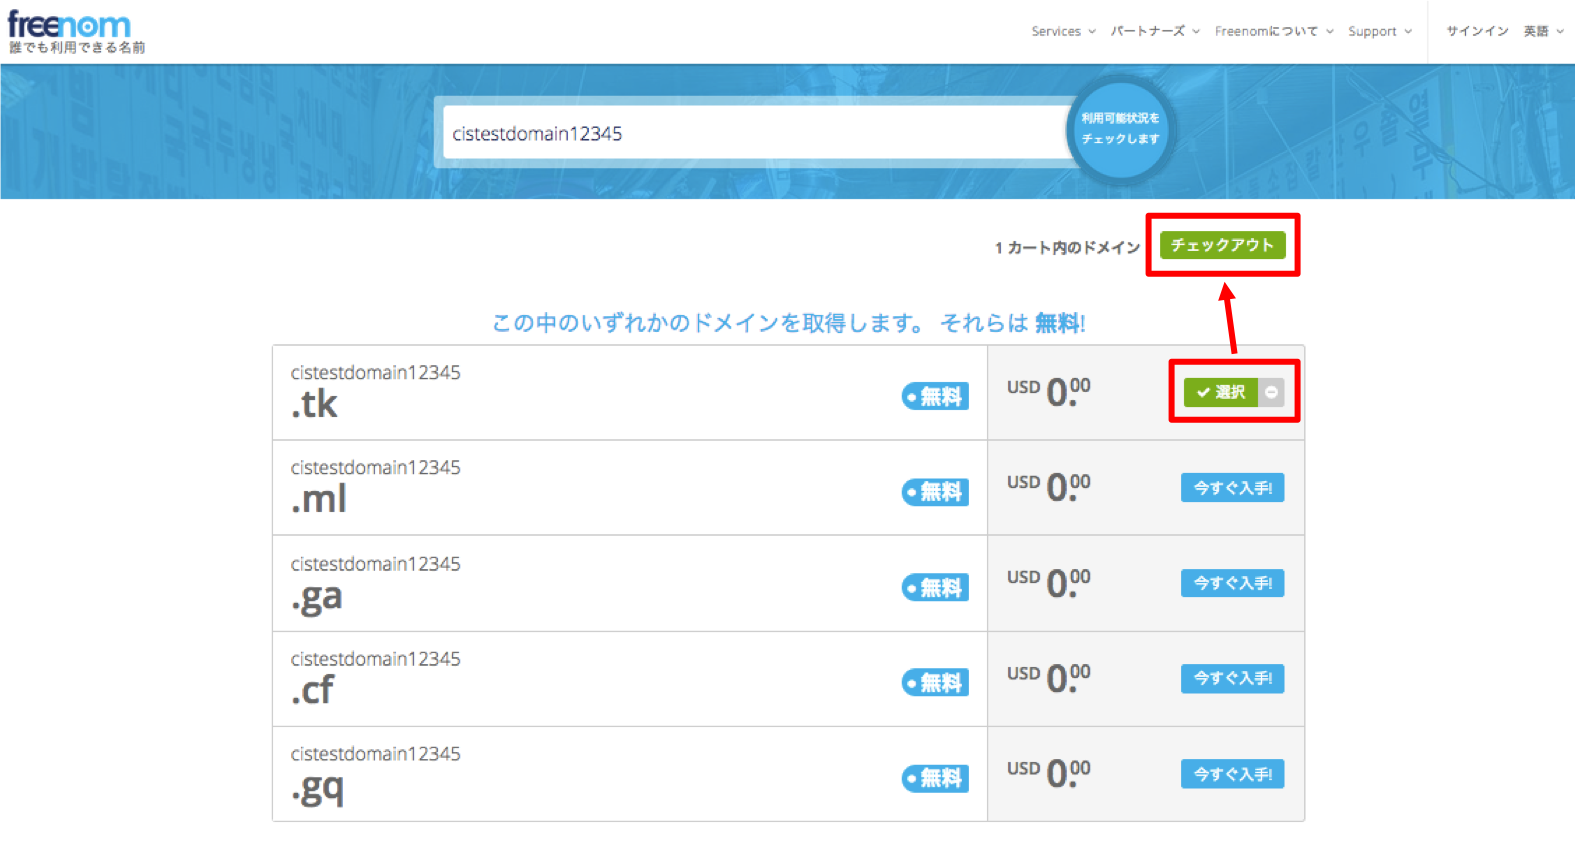 freenom
誰でも利用できる名前
Services パートナーズ Freenomについて Support サインイン 英語
cistestdomain12345
利用可能状況を
チェックします
1 カート内のドメイン チェックアウト
この中のいずれかのドメインを取得します。 それらは 無料!
cistestdomain12345
.tk
無料
USD 0.00
選択
cistestdomain12345
.ml
無料
USD 0.00
今すぐ入手!
cistestdomain12345
.ga
無料
USD 0.00
今すぐ入手!
cistestdomain12345
.cf
無料
USD 0.00
今すぐ入手!
cistestdomain12345
.gq
無料
USD 0.00
今すぐ入手!